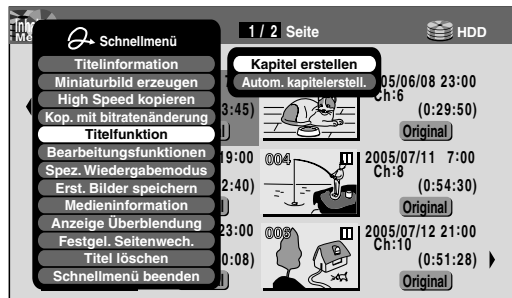 Inh
Me
Schnellmenü
1 / 2 Seite
HDD
Titelinformation
Miniaturbild erzeugen
High Speed kopieren
Kop. mit bitratenänderung
Titelfunktion
Bearbeitungsfunktionen
Spez. Wiedergabemodus
Erst. Bilder speichern
Medieninformation
Anzeige Überblendung
Festgel. Seitenwech.
Titel löschen
Schnellmenü beenden
Kapitel erstellen
Autom. kapitelerstell.
05/06/08 23:00
Ch:6
3:45)
(0:29:50)
Original
19:00
004
2005/07/11 7:00
Ch:8
2:40)
(0:54:30)
Original
23:00
006
2005/07/12 21:00
Ch:10
0:08)
(0:51:28)
Original